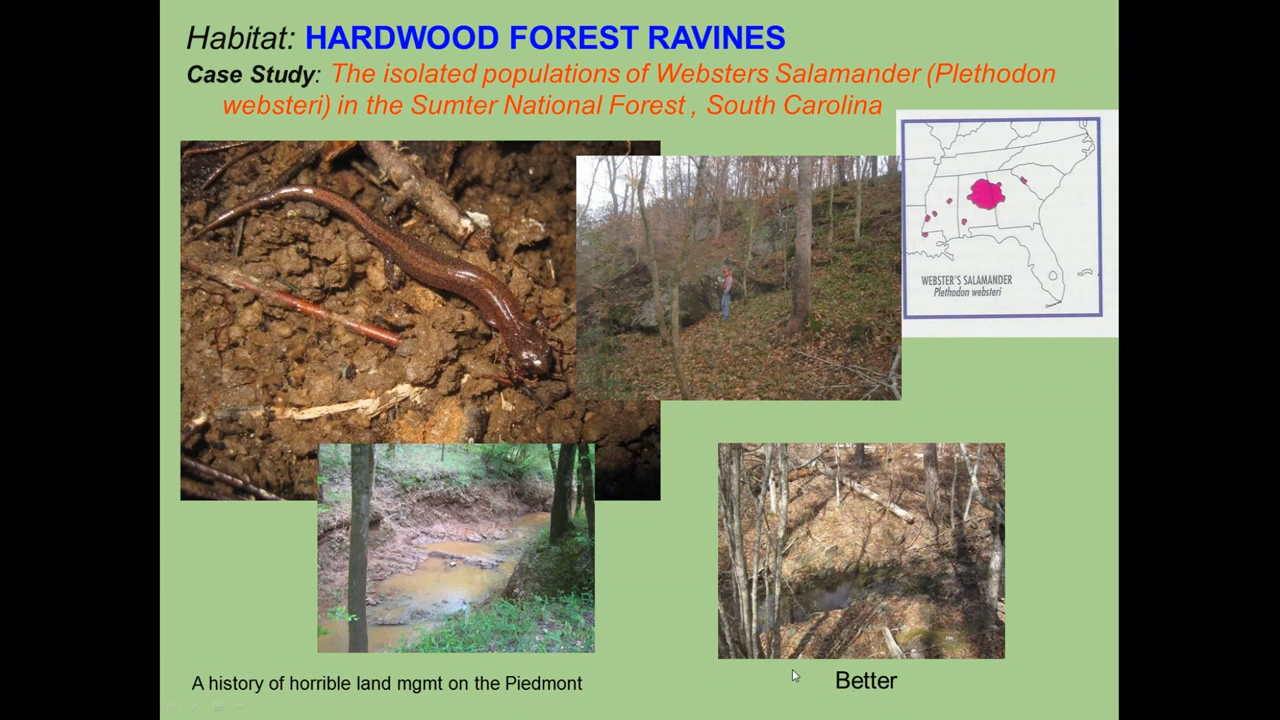 Habitat: HARDWOOD FOREST RAVINES
Case Study: The isolated populations of Websters Salamander (Plethodon
websteri) in the Sumter National Forest , South Carolina
WEBSTER'S SALAMANDER
Plethodon websteri
A history of horrible land mgmt on the Piedmont
Better